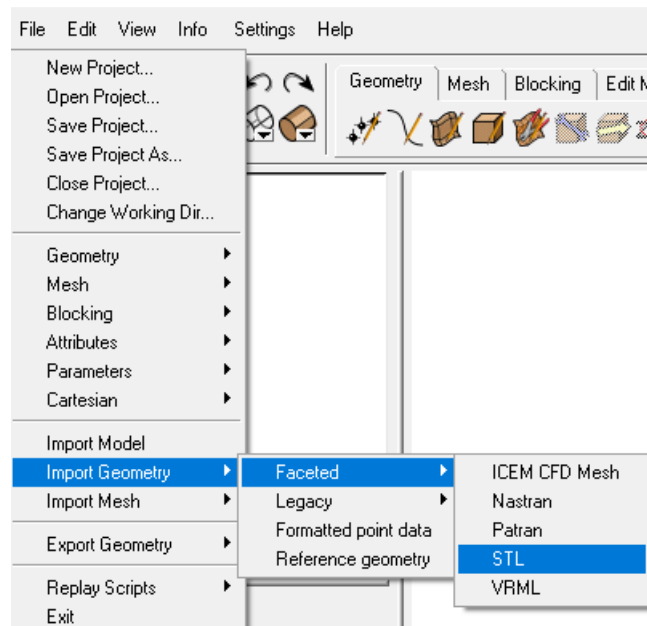 File Edit View Info Settings Help
New Project...
Open Project...
Save Project...
Save Project As...
Close Project...
Change Working Dir...
Geometry Mesh Blocking Edit
Geometry
Mesh
Blocking
Attributes
Parameters
Cartesian
Import Model
Import Geometry
Import Mesh
Export Geometry
Replay Scripts
Exit
Faceted
Legacy
Formatted point data
Reference geometry
ICEM CFD Mesh
Nastran
Patran
STL
VRML